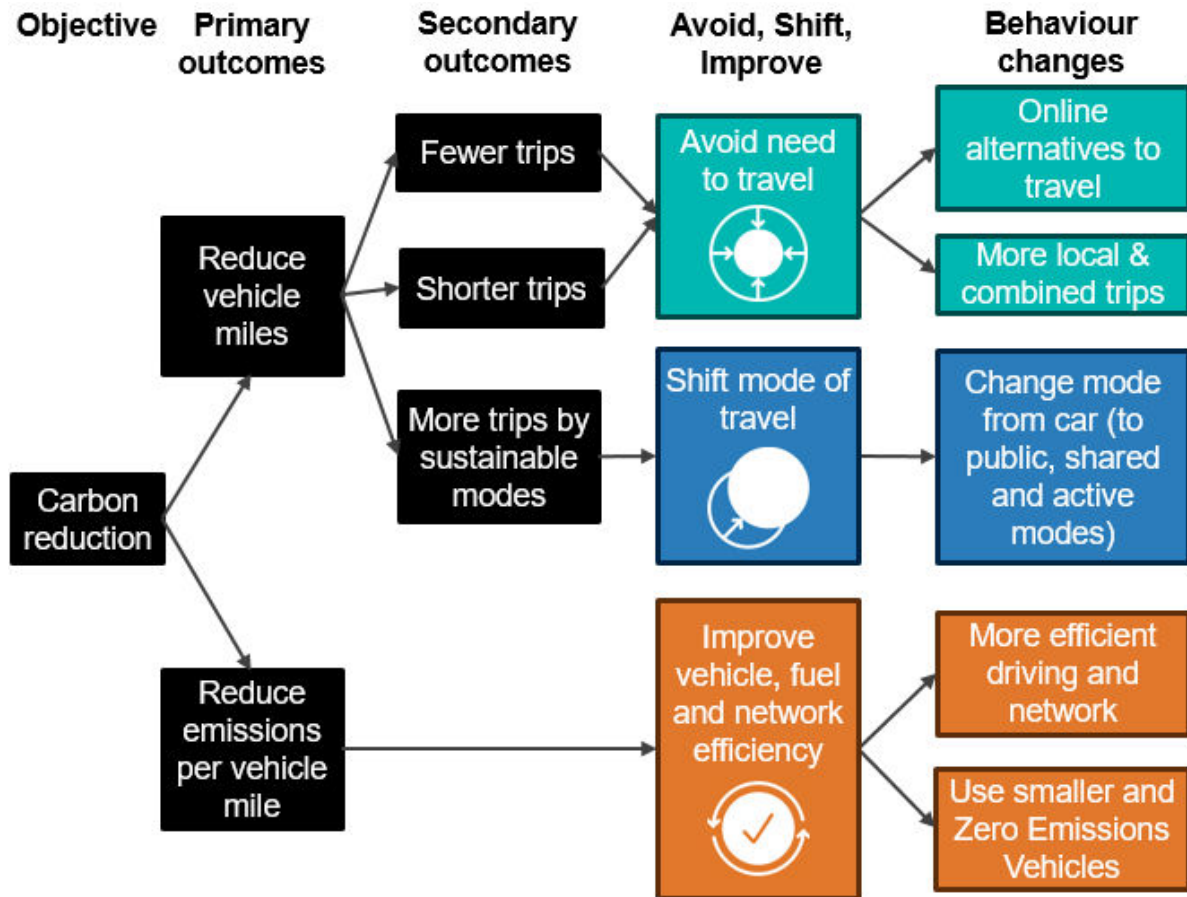 Objective
Primary
outcomes
Secondary
outcomes
Avoid, Shift,
Improve
Behaviour
changes
Carbon
reduction
Reduce
vehicle
miles
Reduce
emissions
per vehicle
mile
Fewer trips
Shorter trips
More trips by
sustainable
modes
Avoid need
to travel
Shift mode of
travel
Improve
vehicle, fuel
and network
efficiency
Online
alternatives to
travel
More local &
combined trips
Change mode
from car (to
public, shared
and active
modes)
More efficient
driving and
network
Use smaller and
Zero Emissions
Vehicles